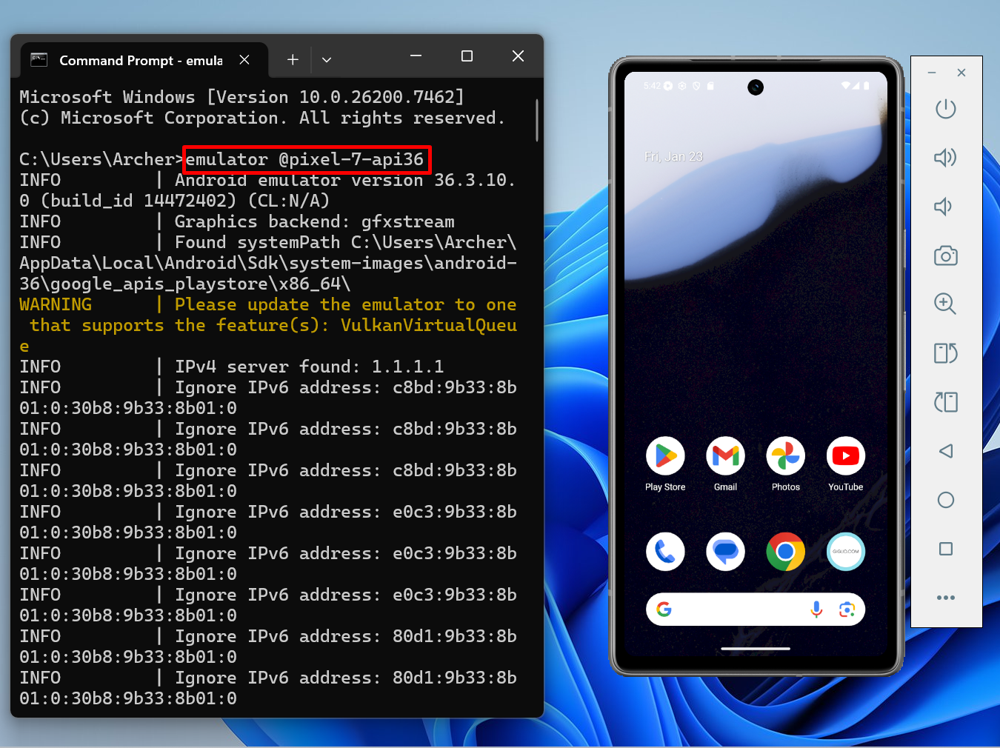 Command Prompt - emula
Microsoft Windows [Version 10.0.26200.7462]
(c) Microsoft Corporation. All rights reserved.
C:\Users\Archer>emulator @pixel-7-api36
INFO | Android emulator version 36.3.10.
0 (build_id 14472402) (CL:N/A)
INFO | Graphics backend: gfxstream
INFO | Found systemPath C:\Users\Archer\
AppData\Local\Android\Sdk\system-images\android-
36\google_apis_playstore\x86_64\
WARNING | Please update the emulator to one
that supports the feature(s): VulkanVirtualQueu
e
INFO | IPv4 server found: 1.1.1.1
INFO | Ignore IPv6 address: c8bd:9b33:8b
01:0:30b8:9b33:8b01:0
INFO | Ignore IPv6 address: c8bd:9b33:8b
01:0:30b8:9b33:8b01:0
INFO | Ignore IPv6 address: c8bd:9b33:8b
01:0:30b8:9b33:8b01:0
INFO | Ignore IPv6 address: e0c3:9b33:8b
01:0:30b8:9b33:8b01:0
INFO | Ignore IPv6 address: e0c3:9b33:8b
01:0:30b8:9b33:8b01:0
INFO | Ignore IPv6 address: e0c3:9b33:8b
01:0:30b8:9b33:8b01:0
INFO | Ignore IPv6 address: 80d1:9b33:8b
01:0:30b8:9b33:8b01:0
INFO | Ignore IPv6 address: 80d1:9b33:8b
01:0:30b8:9b33:8b01:0
5:42
Fri, Jan 23
Play Store
Gmail
Photos
YouTube